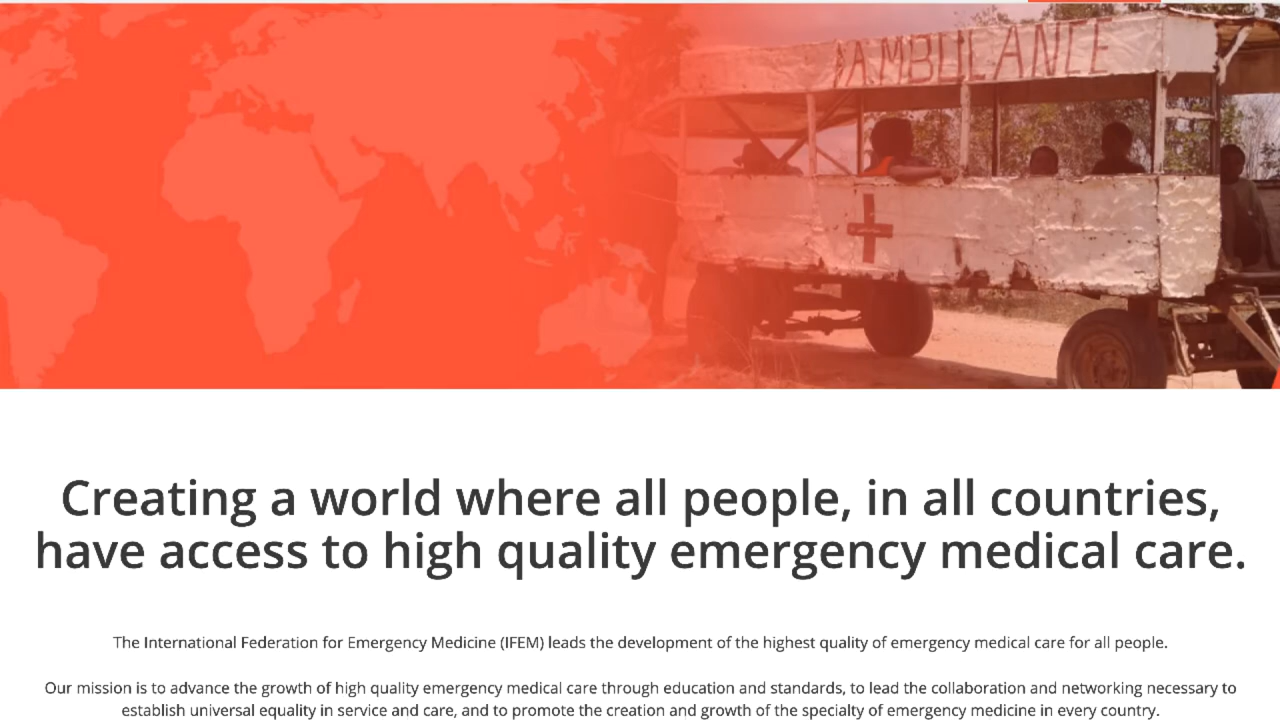 AMBULANCE
Creating a world where all people, in all countries,
have access to high quality emergency medical care.
The International Federation for Emergency Medicine (IFEM) leads the development of the highest quality of emergency medical care for all people.
Our mission is to advance the growth of high quality emergency medical care through education and standards, to lead the collaboration and networking necessary to
establish universal equality in service and care, and to promote the creation and growth of the specialty of emergency medicine in every country.